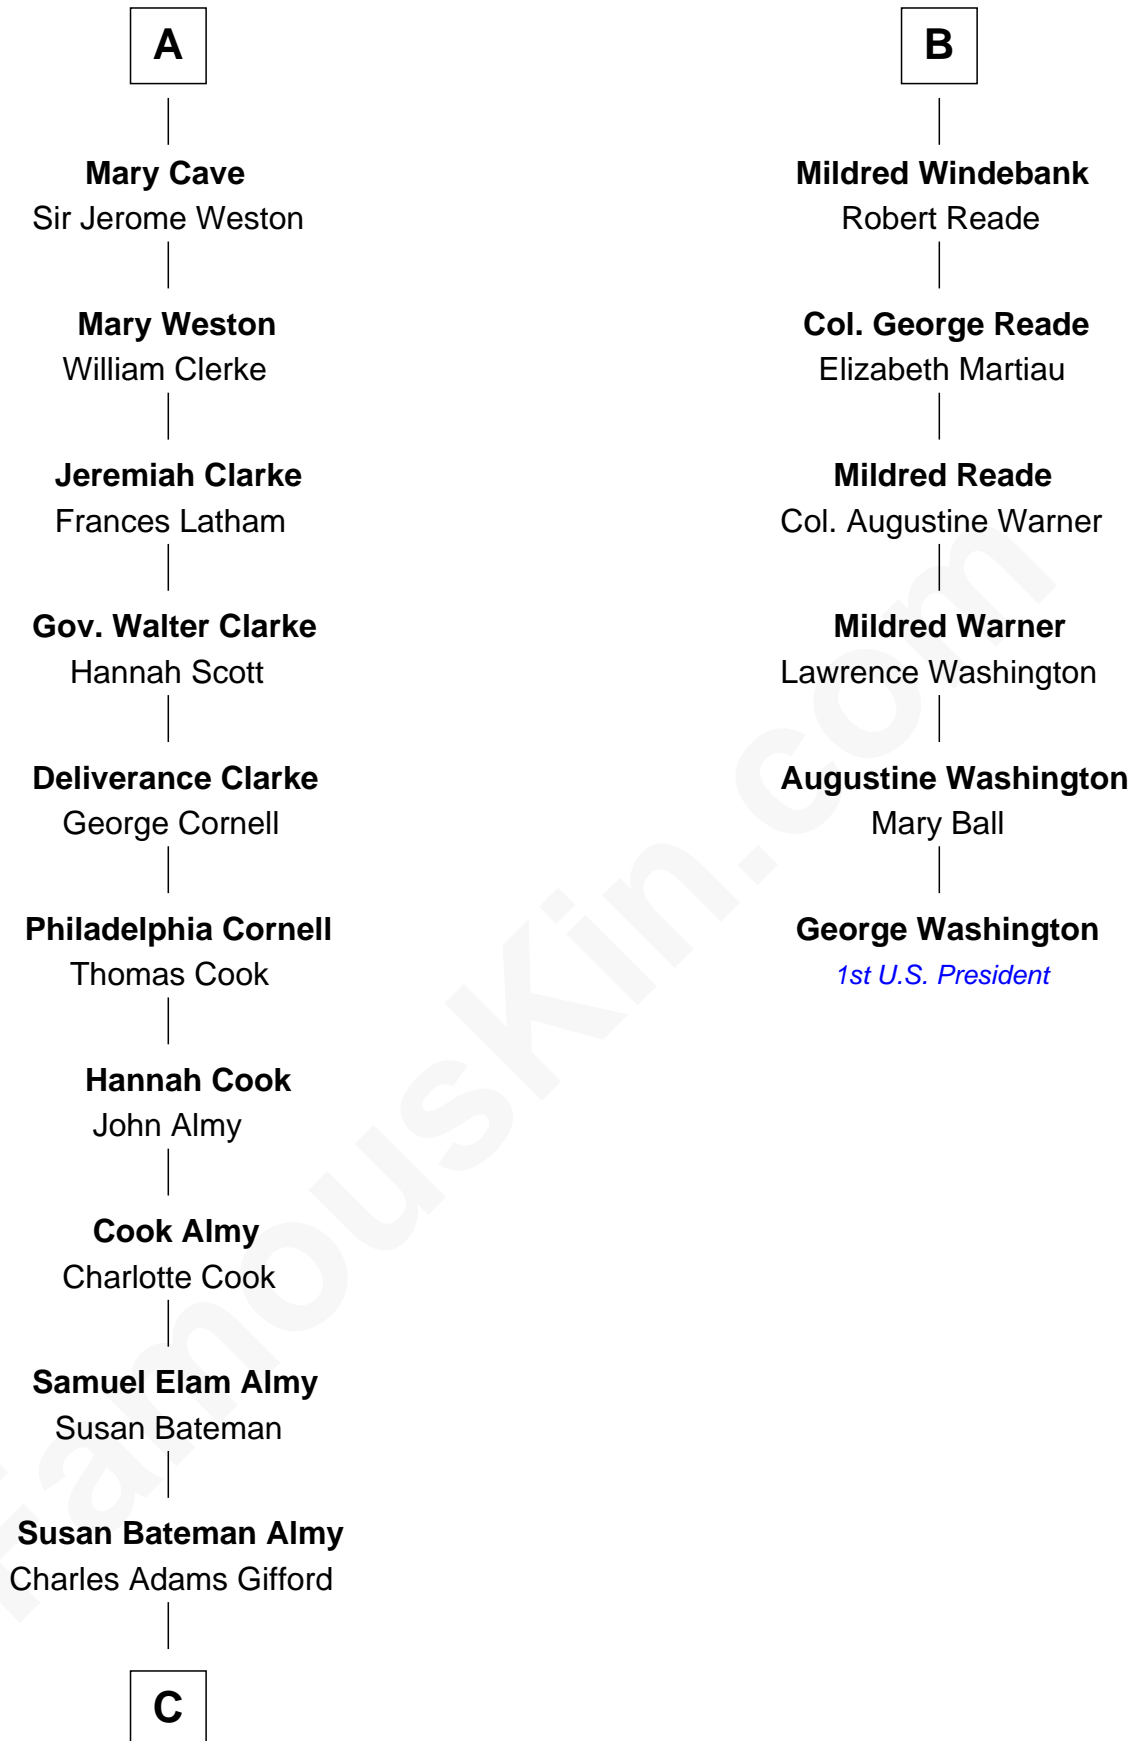 A
Mary Cave
Sir Jerome Weston
Mary Weston
William Clerke
Jeremiah Clarke
Frances Latham
Gov. Walter Clarke
Hannah Scott
Deliverance Clarke
George Cornell
Philadelphia Cornell
Thomas Cook
Hannah Cook
John Almy
Cook Almy
Charlotte Cook
Samuel Elam Almy
Susan Bateman
Susan Bateman Almy
Charles Adams Gifford
C
B
Mildred Windebank
Robert Reade
Col. George Reade
Elizabeth Martiau
Mildred Reade
Col. Augustine Warner
Mildred Warner
Lawrence Washington
Augustine Washington
Mary Ball
George Washington
1st U.S. President
FamousKin.com